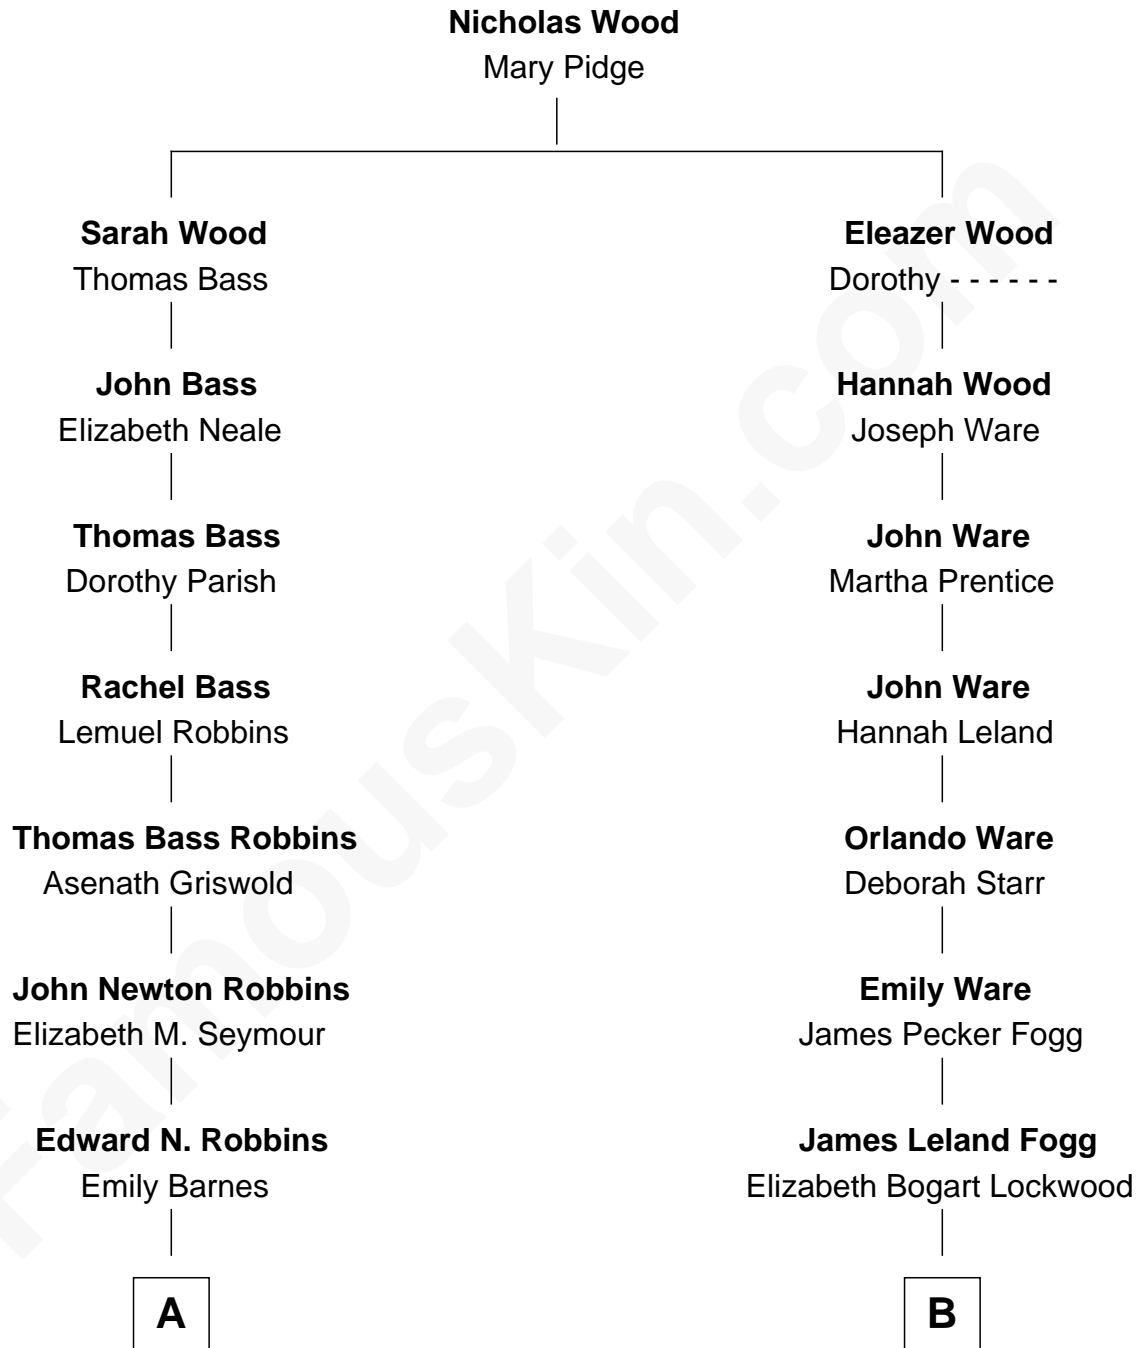 Nicholas Wood
Mary Pidge
Sarah Wood
Thomas Bass
John Bass
Elizabeth Neale
Thomas Bass
Dorothy Parish
Rachel Bass
Lemuel Robbins
Thomas Bass Robbins
Asenath Griswold
John Newton Robbins
Elizabeth M. Seymour
Edward N. Robbins
Emily Barnes
A
Eleazer Wood
Dorothy - - - - - -
Hannah Wood
Joseph Ware
John Ware
Martha Prentice
John Ware
Hannah Leland
Orlando Ware
Deborah Starr
Emily Ware
James Pecker Fogg
James Leland Fogg
Elizabeth Bogart Lockwood
B
FamousKin.com